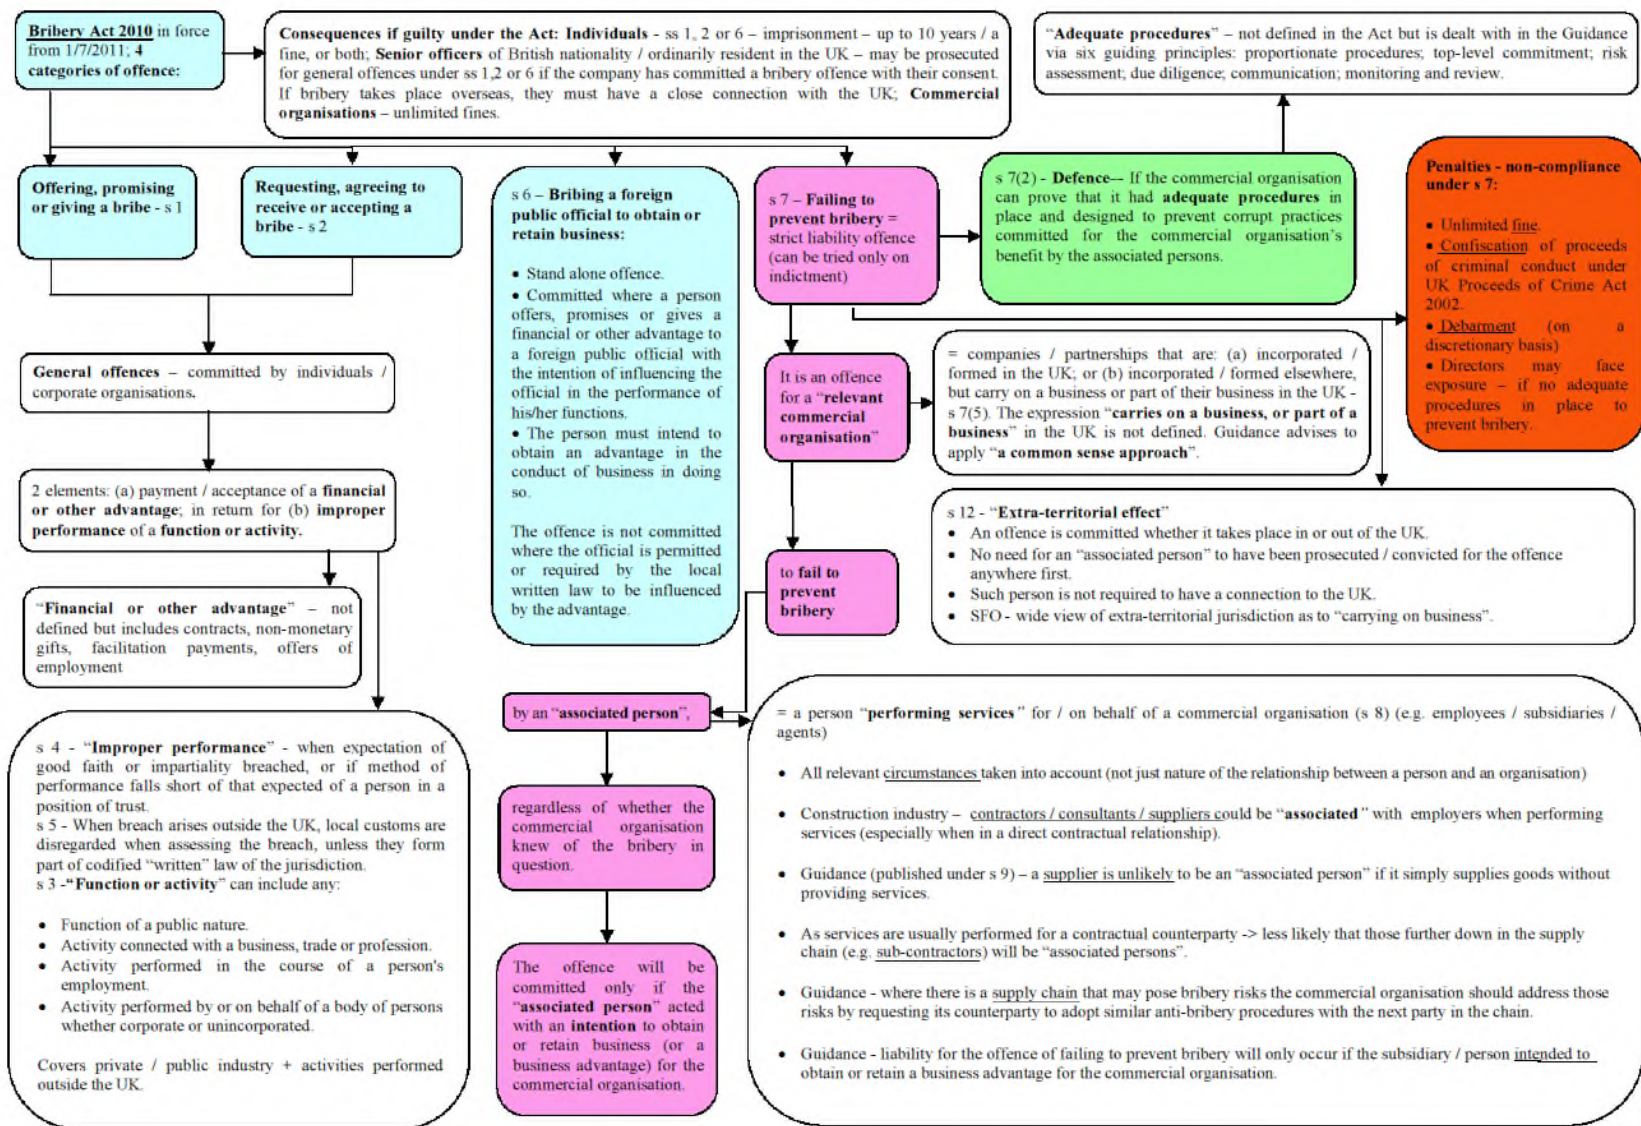 Bribery Act 2010 in force
from 1/7/2011; 4
categories of offence:
Consequences if guilty under the Act: Individuals - ss 1, 2 or 6 – imprisonment – up to 10 years / a
fine, or both; Senior officers of British nationality / ordinarily resident in the UK – may be prosecuted
for general offences under ss 1,2 or 6 if the company has committed a bribery offence with their consent.
If bribery takes place overseas, they must have a close connection with the UK; Commercial
organisations – unlimited fines.
"Adequate procedures" – not defined in the Act but is dealt with in the Guidance
via six guiding principles: proportionate procedures; top-level commitment; risk
assessment; due diligence; communication; monitoring and review.
Offering, promising
or giving a bribe - s 1
Requesting, agreeing to
receive or accepting a
bribe - s 2
s 6 – Bribing a foreign
public official to obtain or
retain business:
• Stand alone offence.
• Committed where a person
offers, promises or gives a
financial or other advantage to
a foreign public official with
the intention of influencing the
official in the performance of
his/her functions.
• The person must intend to
obtain an advantage in the
conduct of business in doing
so.
The offence is not committed
where the official is permitted
or required by the local
written law to be influenced
by the advantage.
s 7 – Failing to
prevent bribery =
strict liability offence
(can be tried only on
indictment)
s 7(2) - Defence– If the commercial organisation
can prove that it had adequate procedures in
place and designed to prevent corrupt practices
committed for the commercial organisation's
benefit by the associated persons.
Penalties - non-compliance
under s 7:
• Unlimited fine.
• Confiscation of proceeds
of criminal conduct under
UK Proceeds of Crime Act
2002.
• Debarment (on a
discretionary basis)
• Directors may face
exposure – if no adequate
procedures in place to
prevent bribery.
General offences – committed by individuals /
corporate organisations.
It is an offence
for a "relevant
commercial
organisation"
= companies / partnerships that are: (a) incorporated /
formed in the UK; or (b) incorporated / formed elsewhere,
but carry on a business or part of their business in the UK -
s 7(5). The expression "carries on a business, or part of a
business" in the UK is not defined. Guidance advises to
apply "a common sense approach".
2 elements: (a) payment / acceptance of a financial
or other advantage; in return for (b) improper
performance of a function or activity.
s 12 - "Extra-territorial effect"
• An offence is committed whether it takes place in or out of the UK.
• No need for an "associated person" to have been prosecuted / convicted for the offence
anywhere first.
• Such person is not required to have a connection to the UK.
• SFO - wide view of extra-territorial jurisdiction as to "carrying on business".
to fail to
prevent
bribery
"Financial or other advantage" – not
defined but includes contracts, non-monetary
gifts, facilitation payments, offers of
employment
by an "associated person",
= a person "performing services" for / on behalf of a commercial organisation (s 8) (e.g. employees / subsidiaries /
agents)
• All relevant circumstances taken into account (not just nature of the relationship between a person and an organisation)
• Construction industry – contractors / consultants / suppliers could be "associated" with employers when performing
services (especially when in a direct contractual relationship).
• Guidance (published under s 9) – a supplier is unlikely to be an "associated person" if it simply supplies goods without
providing services.
• As services are usually performed for a contractual counterparty -> less likely that those further down in the supply
chain (e.g. sub-contractors) will be "associated persons".
• Guidance - where there is a supply chain that may pose bribery risks the commercial organisation should address those
risks by requesting its counterparty to adopt similar anti-bribery procedures with the next party in the chain.
• Guidance - liability for the offence of failing to prevent bribery will only occur if the subsidiary / person intended to
obtain or retain a business advantage for the commercial organisation.
s 4 - "Improper performance" - when expectation of
good faith or impartiality breached, or if method of
performance falls short of that expected of a person in a
position of trust.
s 5 - When breach arises outside the UK, local customs are
disregarded when assessing the breach, unless they form
part of codified "written" law of the jurisdiction.
s 3 -"Function or activity" can include any:
• Function of a public nature.
• Activity connected with a business, trade or profession.
• Activity performed in the course of a person's
employment.
• Activity performed by or on behalf of a body of persons
whether corporate or unincorporated.
Covers private / public industry + activities performed
outside the UK.
regardless of whether the
commercial organisation
knew of the bribery in
question.
The offence will be
committed only if the
"associated person" acted
with an intention to obtain
or retain business (or a
business advantage) for the
commercial organisation.